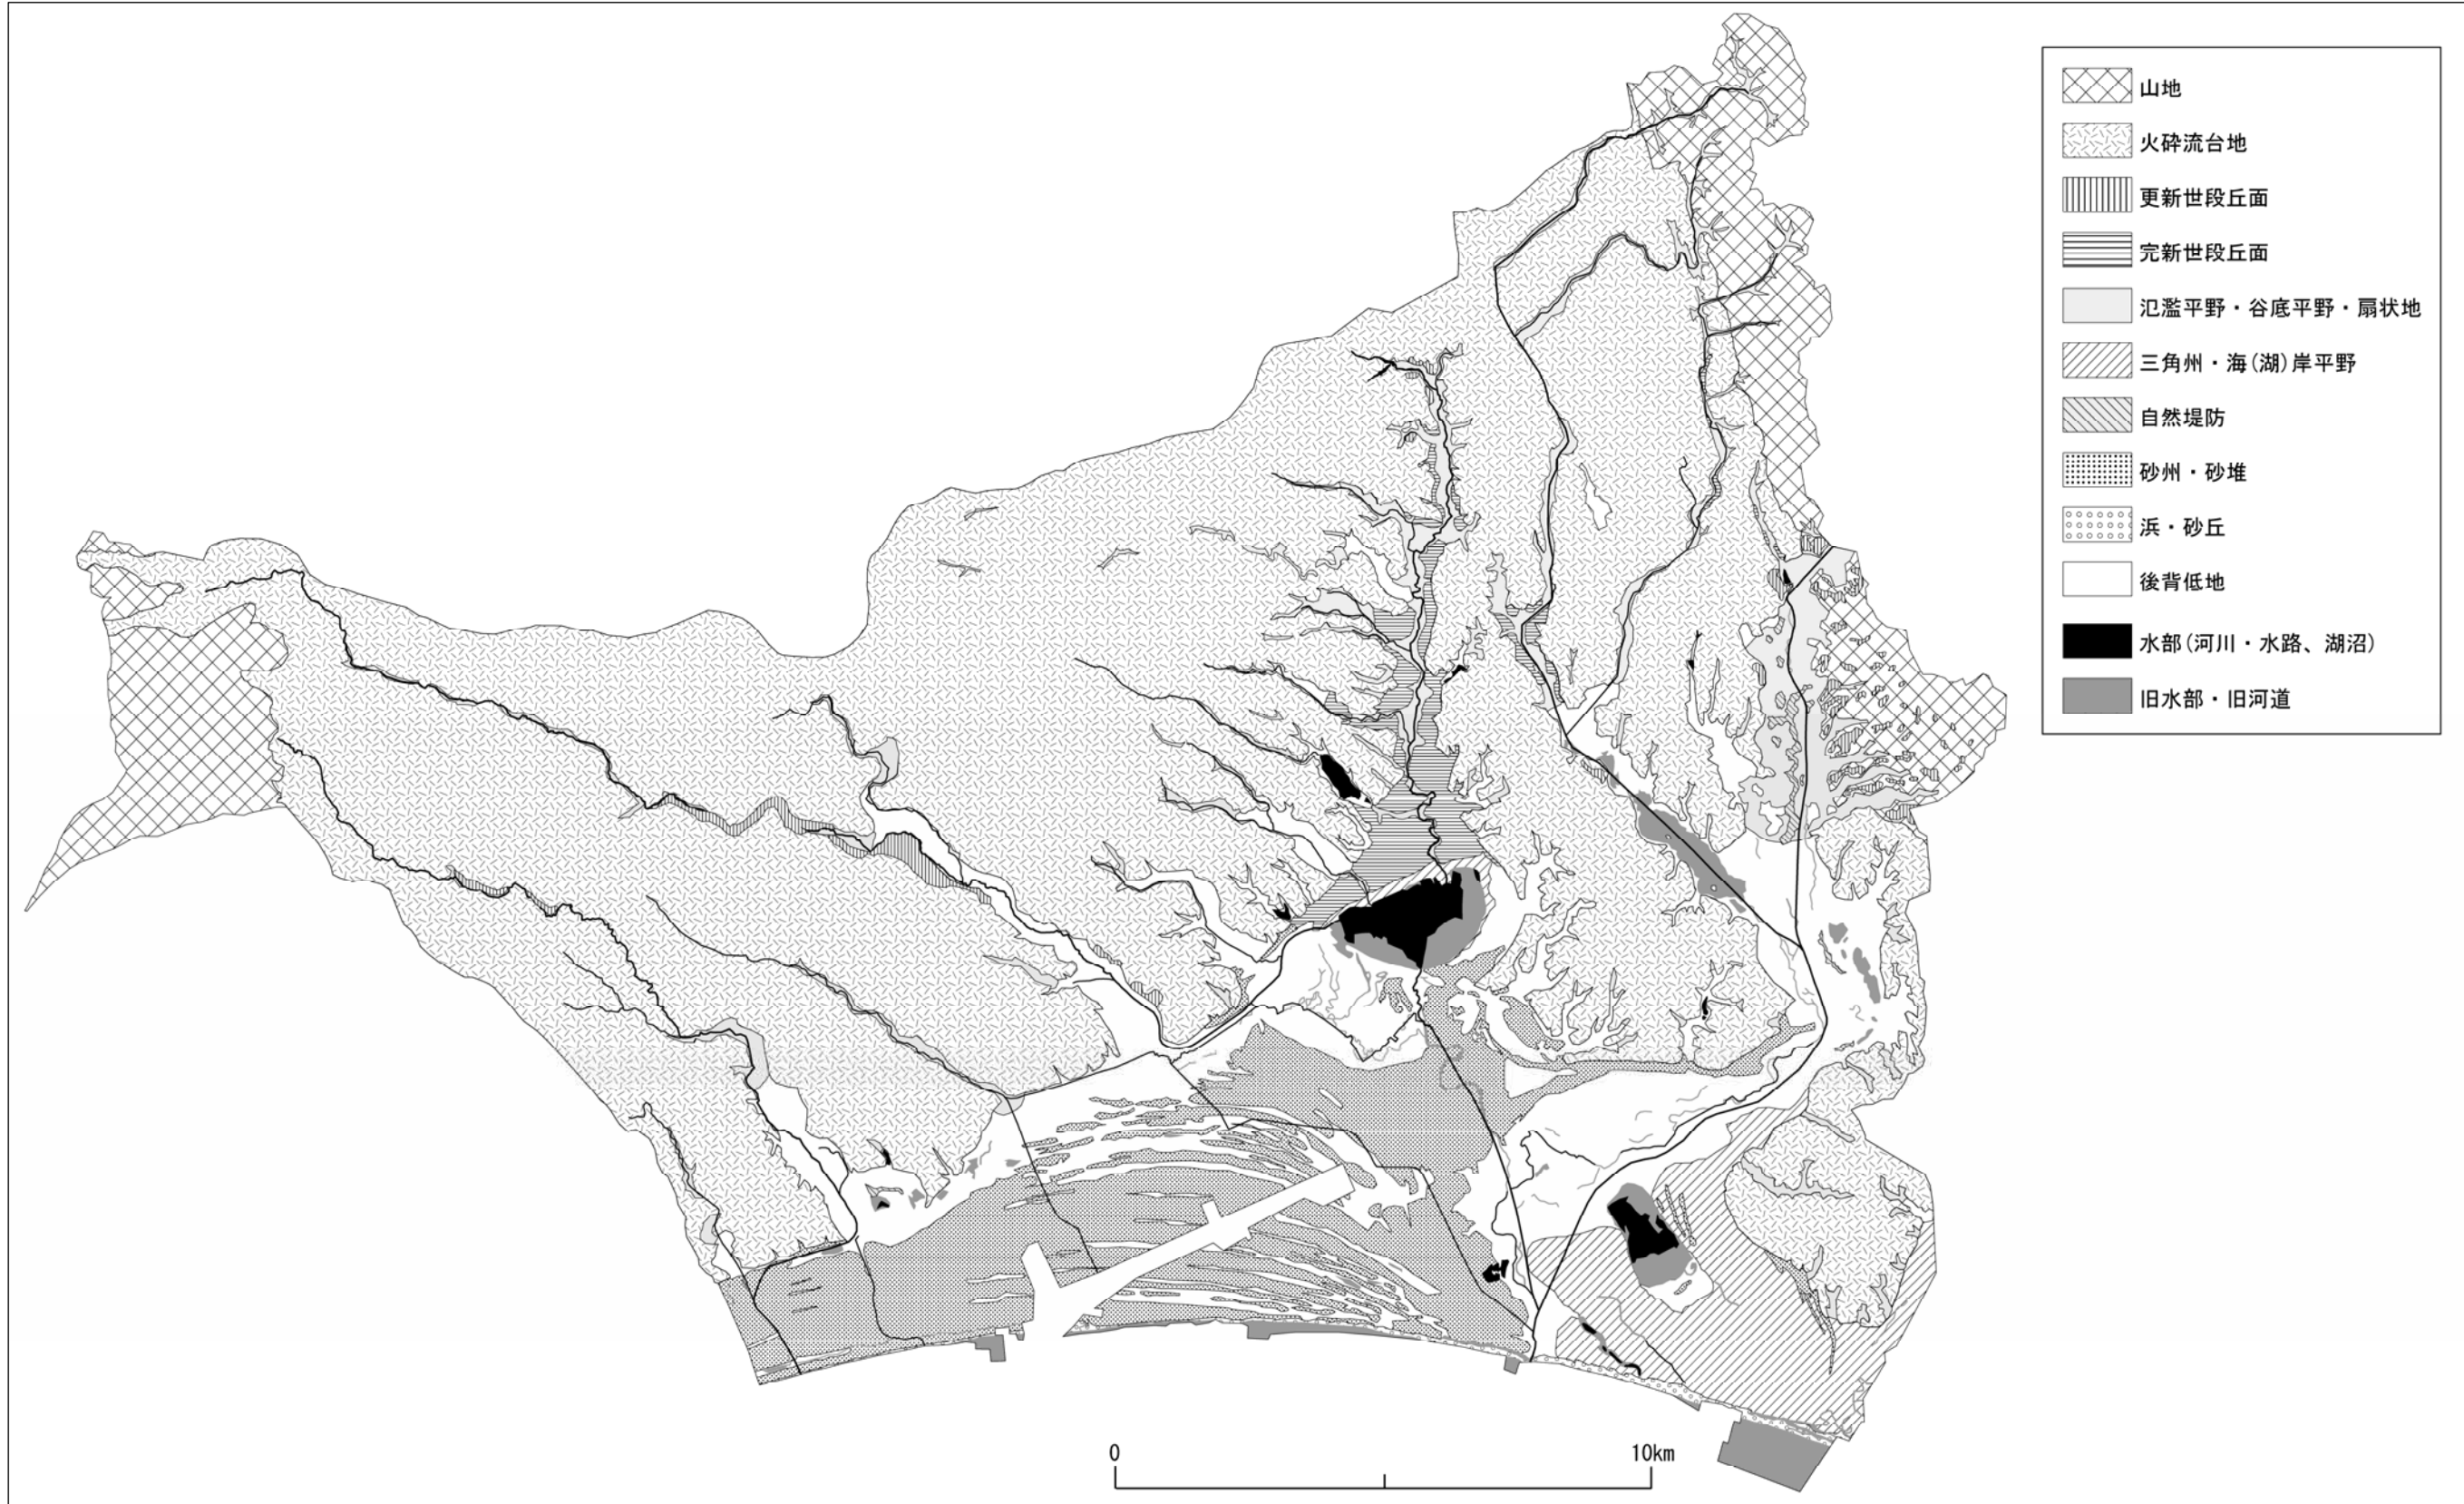 山地
火砕流台地
更新世段丘面
完新世段丘面
氾濫平野・谷底平野・扇状地
三角州・海(湖)岸平野
自然堤防
砂州・砂堆
浜・砂丘
後背低地
水部(河川・水路、湖沼)
旧水部・旧河道
0 10km